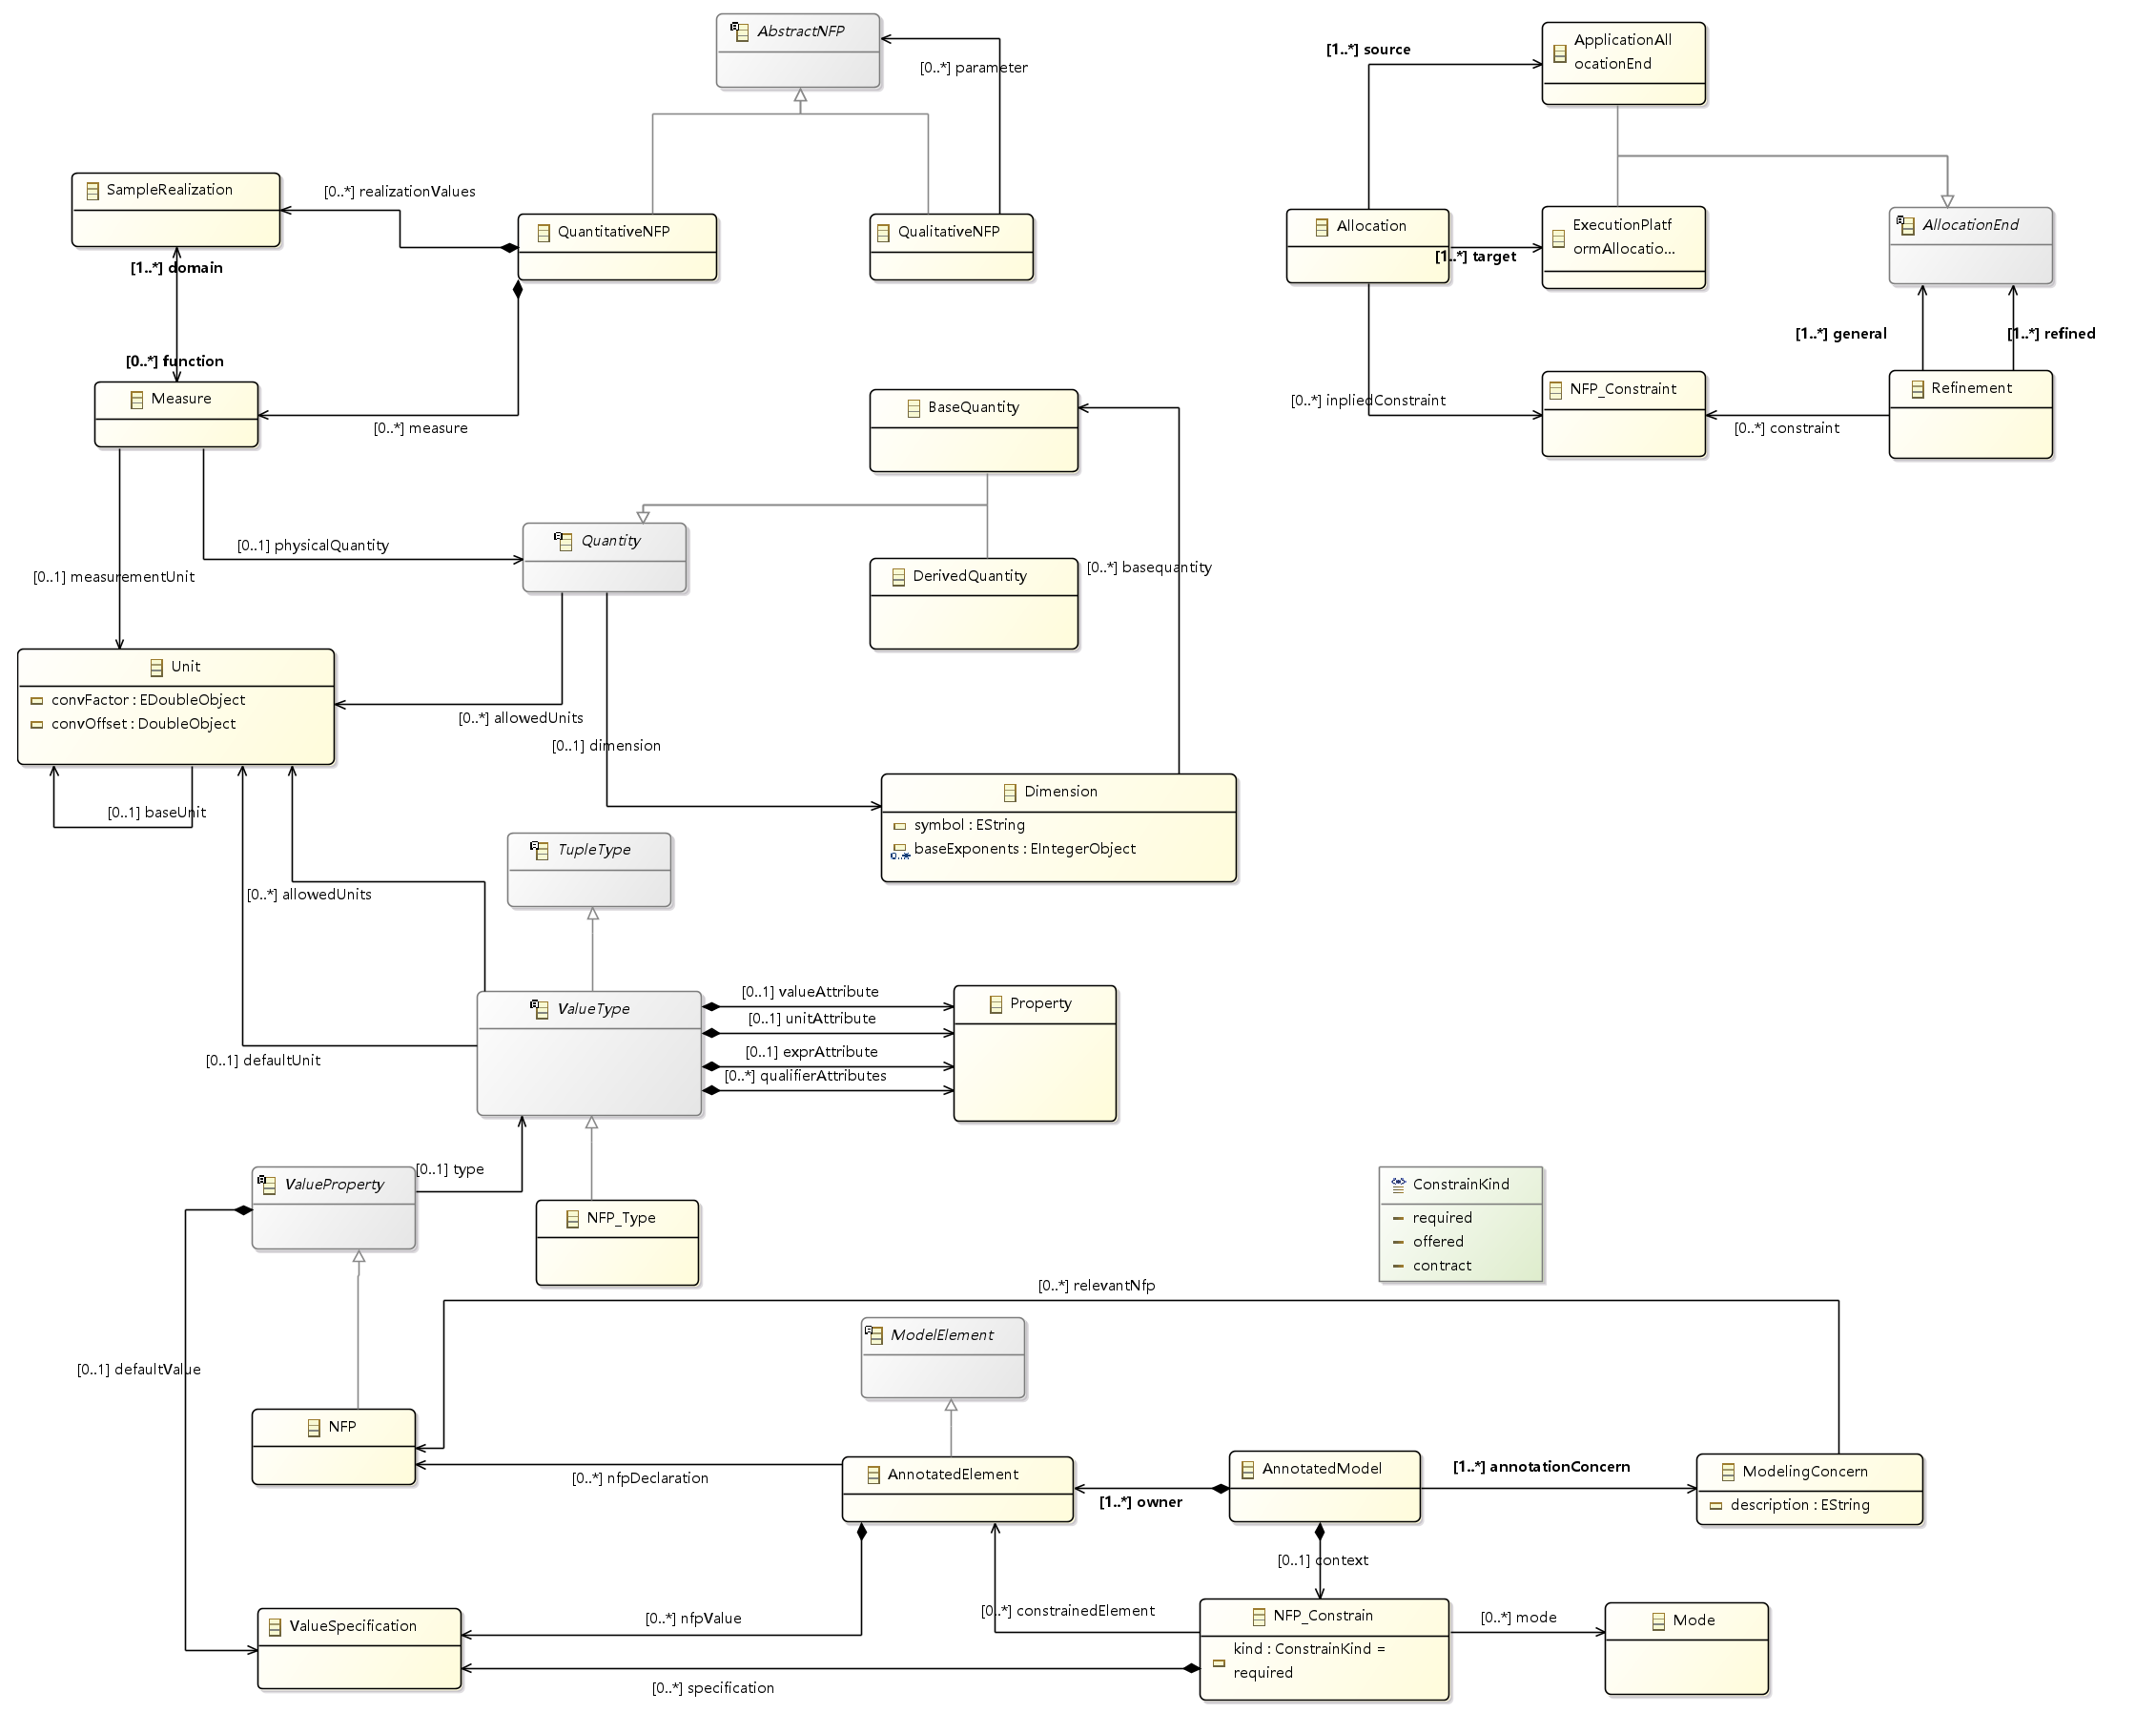 AbstractNFP
[0..*] parameter
[1..*] source
ApplicationAll
ocationEnd
SampleRealization
[0..*] realizationValues
QuantitativeNFP
QualitativeNFP
Allocation
ExecutionPlatf
ormAllocatio...
AllocationEnd
[1..*] target
[1..*] domain
[0..*] function
[1..*] general
[1..*] refined
Measure
[0..*] measure
BaseQuantity
[0..*] inpliedConstraint
NFP_Constraint
[0..*] constraint
Refinement
[0..1] physicalQuantity
Quantity
[0..1] measurementUnit
DerivedQuantity
[0..*] basequantity
Unit
convFactor : EDoubleObject
convOffset : DoubleObject
[0..*] allowedUnits
[0..1] dimension
[0..1] baseUnit
Dimension
symbol : EString
0..*
baseExponents : EIntegerObject
TupleType
[0..*] allowedUnits
ValueType
[0..1] valueAttribute
[0..1] unitAttribute
[0..1] exprAttribute
[0..*] qualifierAttributes
Property
[0..1] defaultUnit
[0..1] type
ValueProperty
NFP_Type
ConstrainKind
required
offered
contract
[0..*] relevantNfp
ModelElement
[0..1] defaultValue
NFP
[0..*] nfpDeclaration
AnnotatedElement
[1..*] owner
AnnotatedModel
[1..*] annotationConcern
ModelingConcern
description : EString
[0..1] context
ValueSpecification
[0..*] nfpValue
[0..*] constrainedElement
NFP_Constrain
kind : ConstrainKind =
required
[0..*] mode
Mode
[0..*] specification